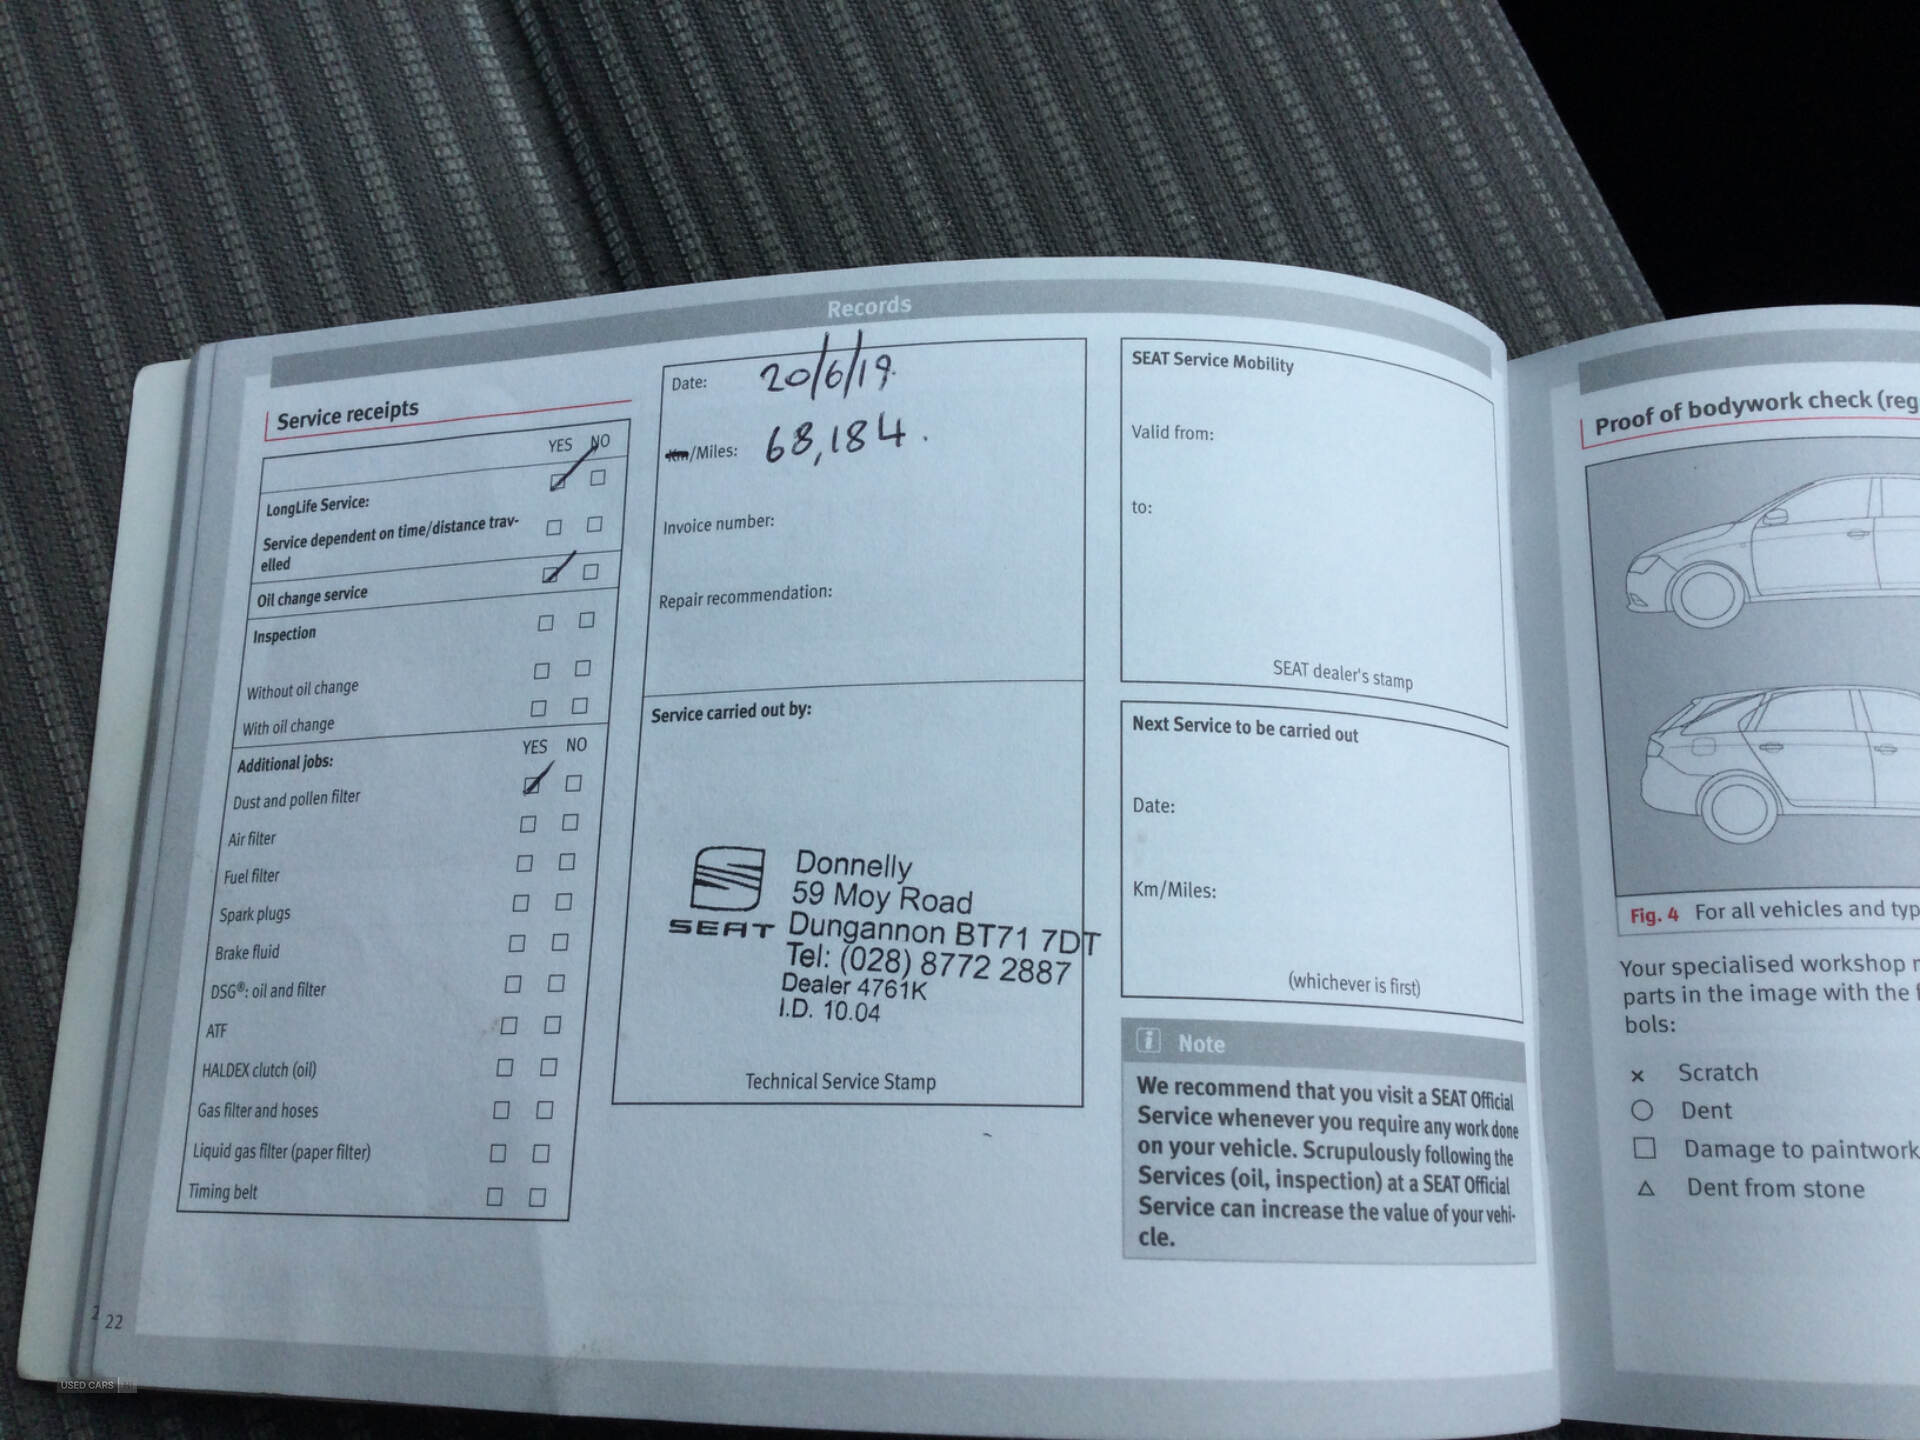 Records
Service receipts
YES NO
LongLife Service:
Service dependent on time/distance trav-
elled
Oil change service
Inspection
Without oil change
With oil change
YES NO
Additional jobs:
Dust and pollen filter
Air filter
Fuel filter
Spark plugs
Brake fluid
DSG®: oil and filter
ATF
HALDEX clutch (oil)
Gas filter and hoses
Liquid gas filter (paper filter)
Timing belt
22
Date: 20/6/19.
Km/Miles: 68,184.
Invoice number:
Repair recommendation:
Service carried out by:
SEAT
Donnelly
59 Moy Road
Dungannon BT71 7DT
Tel: (028) 8772 2887
Dealer 4761K
I.D. 10.04
Technical Service Stamp
SEAT Service Mobility
Valid from:
to:
SEAT dealer's stamp
Next Service to be carried out
Date:
Km/Miles:
(whichever is first)
i Note
We recommend that you visit a SEAT Official
Service whenever you require any work done
on your vehicle. Scrupulously following the
Services (oil, inspection) at a SEAT Official
Service can increase the value of your vehi-
cle.
Proof of bodywork check (reg
Fig. 4 For all vehicles and typ
Your specialised workshop
parts in the image with the
bols:
× Scratch
○ Dent
□ Damage to paintwork
△ Dent from stone
USED CARS